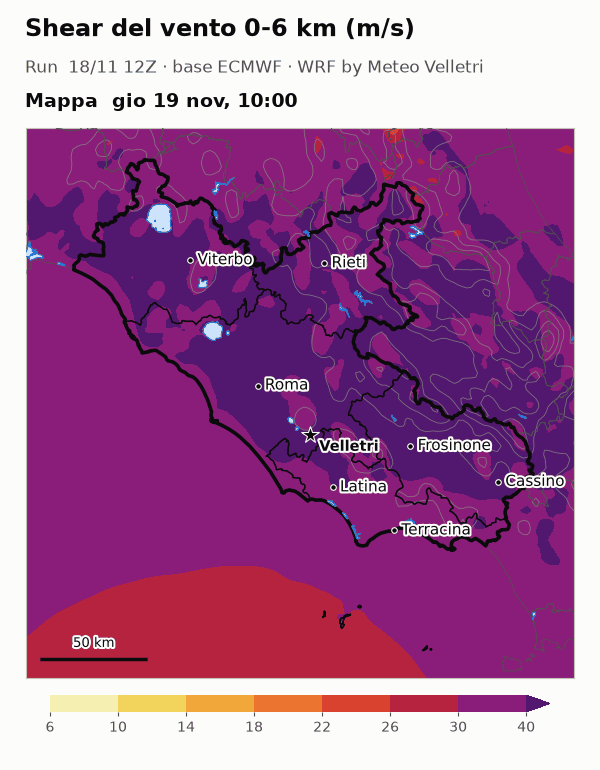 Shear del vento 0-6 km (m/s)
Run 18/11 12Z · base ECMWF · WRF by Meteo Velletri
Mappa gio 19 nov, 10:00
Viterbo
Rieti
Roma
Velletri
Frosinone
Latina
Cassino
Terracina
50 km
6 10 14 18 22 26 30 40